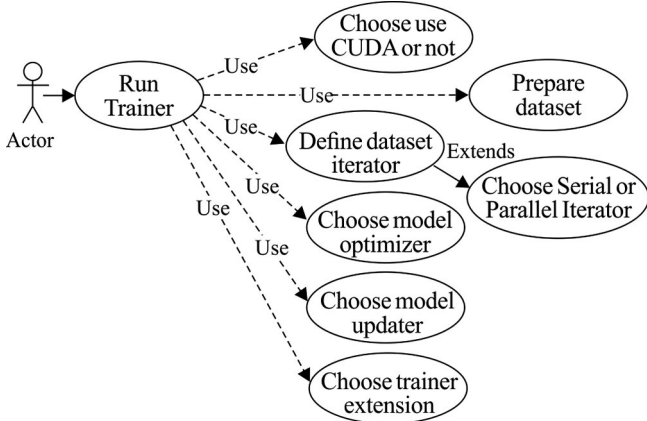 Choose use
CUDA or not
Use
Run
Trainer
Use
Prepare
dataset
Actor
Use
Define dataset
iterator
Extends
Choose Serial or
Parallel Iterator
Use
Choose model
optimizer
Use
Use
Choose model
updater
Choose trainer
extension